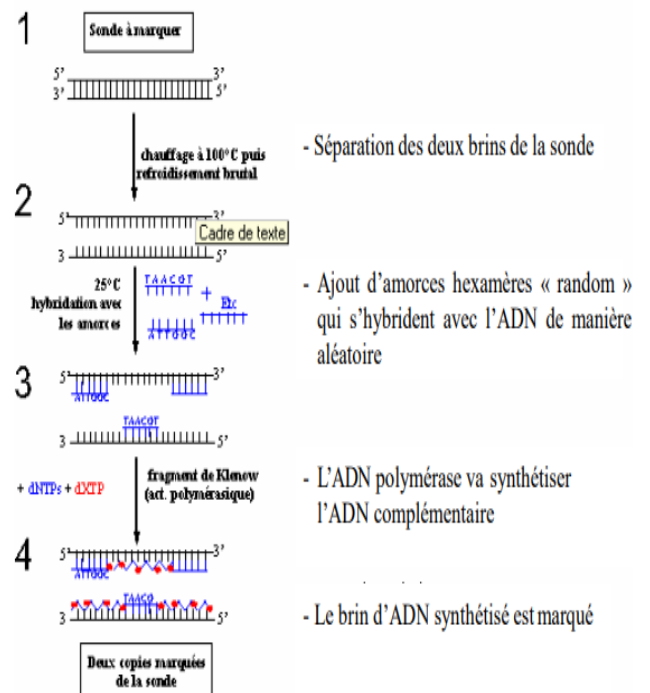 1
Sonde à marquer
5' 3'
3' 5'
chauffage à 100°C puis
refroidissement brutal
- Séparation des deux brins de la sonde
2
5' 3'
Cadre de texte
3 5'
25°C
hybridation avec
les amorces
TAACGT
+
Etc
ATTGGC
- Ajout d'amorces hexamères « random »
qui s'hybrident avec l'ADN de manière
aléatoire
3
5' 3'
ATTGGC
TAACGT
3 5'
+ dNTPs + dXTP
fragment de Klenow
(act. polymérasique)
- L'ADN polymérase va synthétiser
l'ADN complémentaire
4
5' 3'
ATTGGC
TAACG
3 5'
- Le brin d'ADN synthétisé est marqué
Deux copies marquées
de la sonde